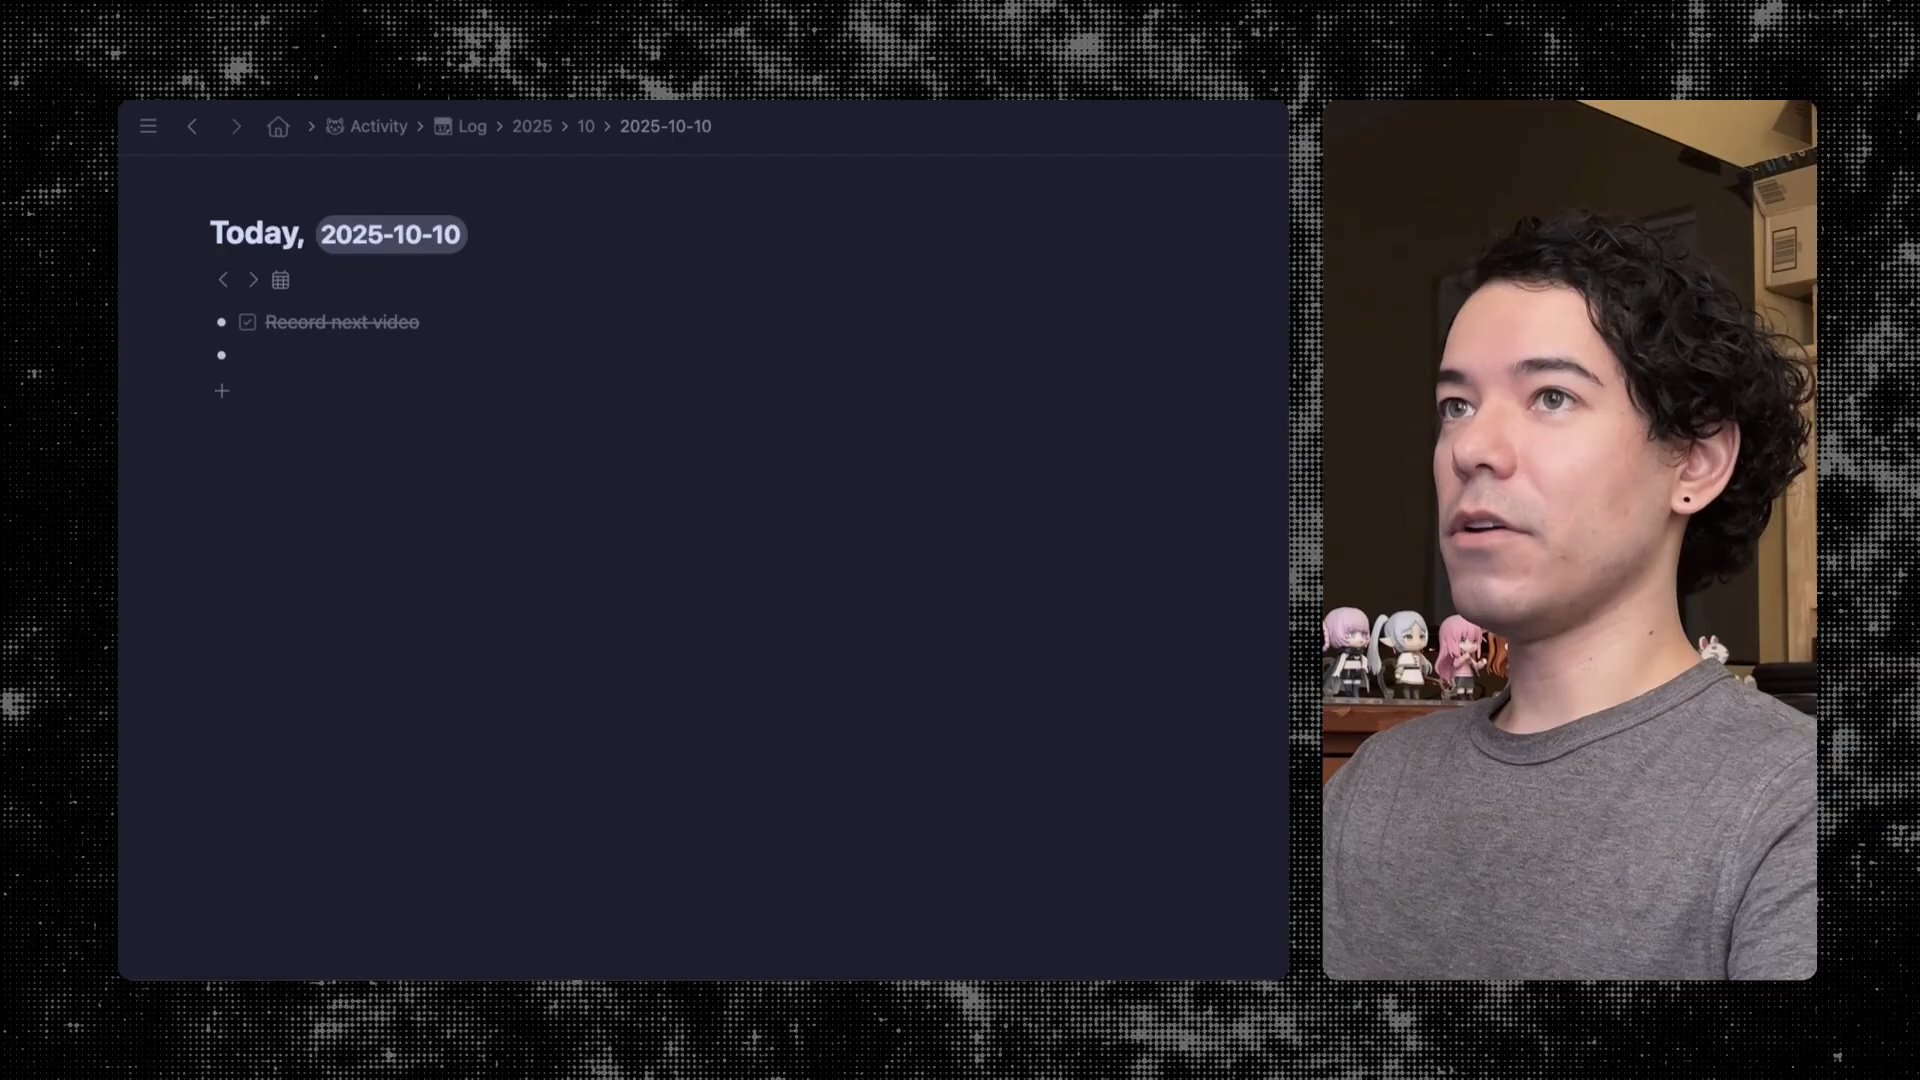 Activity > Log > 2025 > 10 > 2025-10-10
Today, 2025-10-10
Record next video